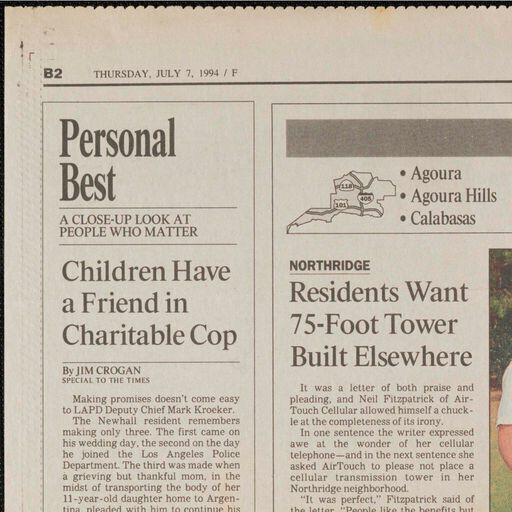 B2 THURSDAY, JULY 7, 1994 / F
Personal
Best
A CLOSE-UP LOOK AT
PEOPLE WHO MATTER
Children Have
a Friend in
Charitable Cop
By JIM CROGAN
SPECIAL TO THE TIMES
Making promises doesn't come easy
to LAPD Deputy Chief Mark Kroeker.
The Newhall resident remembers
making only three. The first came on
his wedding day, the second on the day
he joined the Los Angeles Police
Department. The third was made when
a grieving but thankful mom, in the
midst of transporting the body of her
11-year-old daughter home to Argen-
tina, pleaded with him to continue his
118
405
101
• Agoura
• Agoura Hills
• Calabasas
NORTHRIDGE
Residents Want
75-Foot Tower
Built Elsewhere
It was a letter of both praise and
pleading, and Neil Fitzpatrick of Air-
Touch Cellular allowed himself a chuck-
le at the completeness of its irony.
In one sentence the writer expressed
awe at the wonder of her cellular
telephone—and in the next sentence she
asked AirTouch to please not place a
cellular transmission tower in her
Northridge neighborhood.
"It was perfect," Fitzpatrick said of
the letter. "People like the benefits but